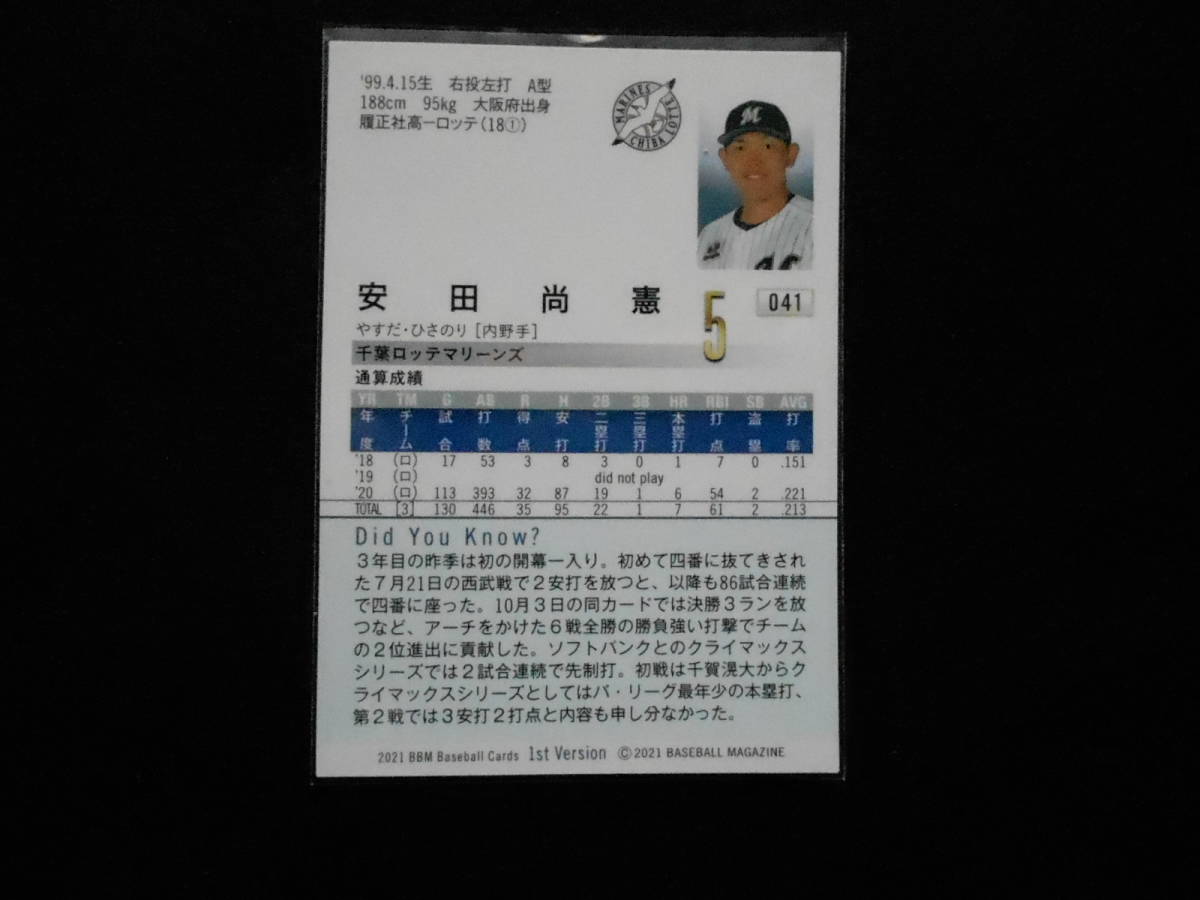 '99.4.15生 右投左打 A型
188cm 95kg 大阪府出身
履正社高ーロッテ(18①)
MARINES
CHIBA LOTTE
M
安田尚憲
5
041
やすだ・ひさのり [内野手]
千葉ロッテマリーンズ
通算成績
YR TM G AB R H 2B 3B HR RBI SB AVG
年度 チーム 試合 打数 得点 安打 二塁打 三塁打 本塁打 打点 盗塁 打率
'18 (ロ) 17 53 3 8 3 0 1 7 0 .151
'19 (ロ) did not play
'20 (ロ) 113 393 32 87 19 1 6 54 2 .221
TOTAL [3] 130 446 35 95 22 1 7 61 2 .213
Did You Know?
3年目の昨季は初の開幕一入り。初めて四番に抜てきされ
た7月21日の西武戦で2安打を放つと、以降も86試合連続
で四番に座った。10月3日の同カードでは決勝3ランを放
つなど、アーチをかけた6戦全勝の勝負強い打撃でチーム
の2位進出に貢献した。ソフトバンクとのクライマックス
シリーズでは2試合連続で先制打。初戦は千賀滉大からク
ライマックスシリーズとしてはパ・リーグ最年少の本塁打、
第2戦では3安打2打点と内容も申し分なかった。
2021 BBM Baseball Cards 1st Version ©2021 BASEBALL MAGAZINE